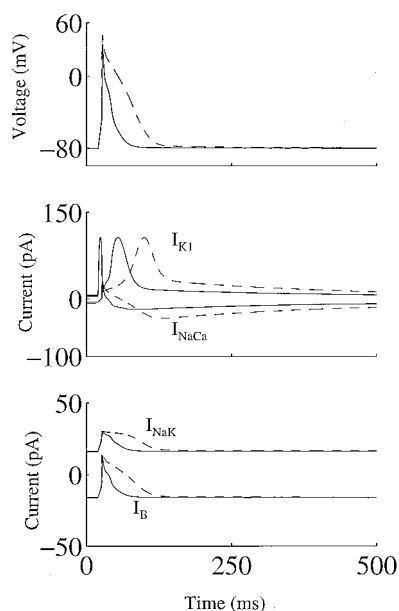 60
0
−80
Voltage (mV)
150
0
−100
Current (pA)
I_K1
I_NaCa
50
0
−50
Current (pA)
I_NaK
I_B
0
250
500
Time (ms)